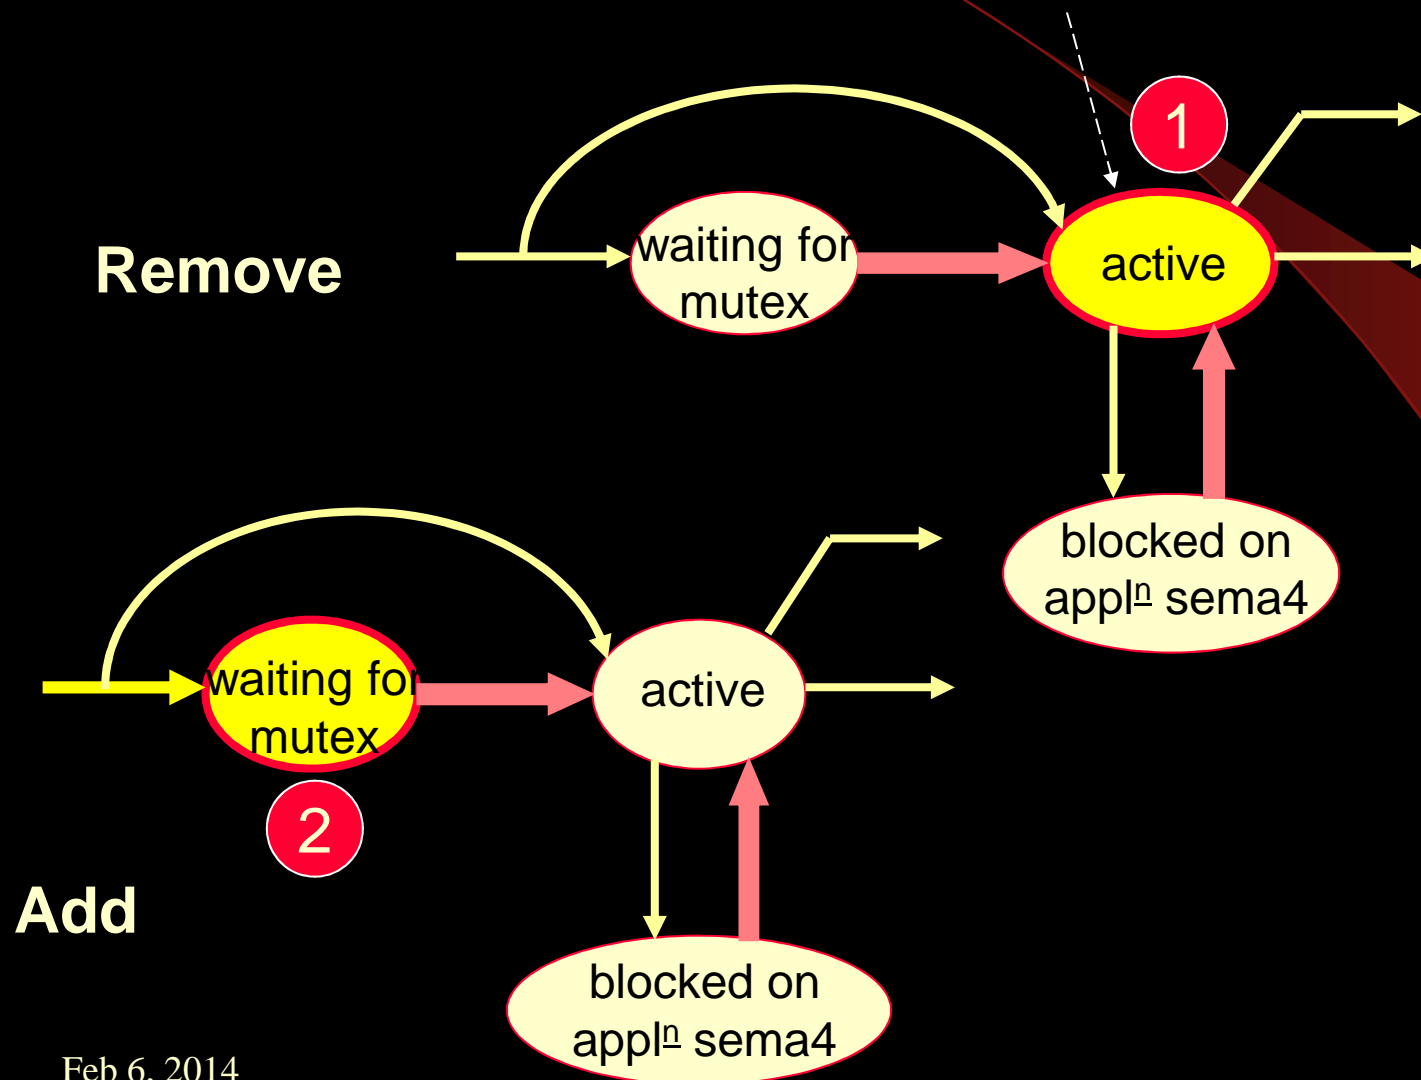 1
Remove
waiting for
mutex
active
blocked on
applⁿ sema4
waiting for
mutex
active
2
Add
blocked on
applⁿ sema4
Feb 6, 2014